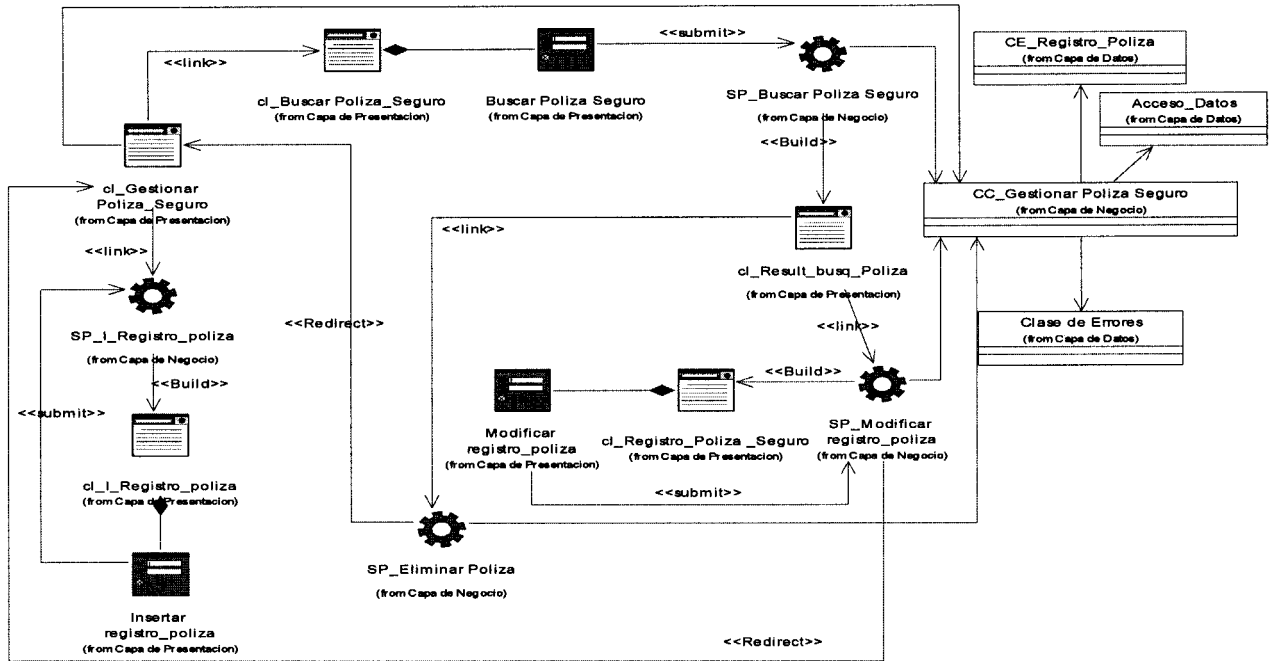 <<submit>>
CE_Registro_Poliza
(from Capa de Datos)
<<link>>
cl_Buscar Poliza_Seguro
(from Capa de Presentacion)
Buscar Poliza Seguro
(from Capa de Presentacion)
SP_Buscar Poliza Seguro
(from Capa de Negocio)
Acceso_Datos
(from Capa de Datos)
<<Build>>
cl_Gestionar
Poliza_Seguro
(from Capa de Presentacion)
CC_Gestionar Poliza Seguro
(from Capa de Negocio)
<<link>>
<<link>>
cl_Result_busq_Poliza
(from Capa de Presentacion)
SP_I_Registro_poliza
(from Capa de Negocio)
<<Redirect>>
<<link>>
Clase de Errores
(from Capa de Datos)
<<Build>>
<<Build>>
<<submit>>
Modificar
registro_poliza
(from Capa de Presentacion)
cl_Registro_Poliza _Seguro
(from Capa de Presentacion)
SP_Modificar
registro_poliza
(from Capa de Negocio)
cl_I_Registro_poliza
(from Capa de Presentacion)
<<submit>>
SP_Eliminar Poliza
(from Capa de Negocio)
Insertar
registro_poliza
(from Capa de Presentacion)
<<Redirect>>